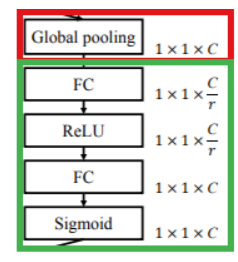 Global pooling 1 × 1 × C
FC 1 × 1 × C/r
ReLU 1 × 1 × C/r
FC 1 × 1 × C
Sigmoid 1 × 1 × C